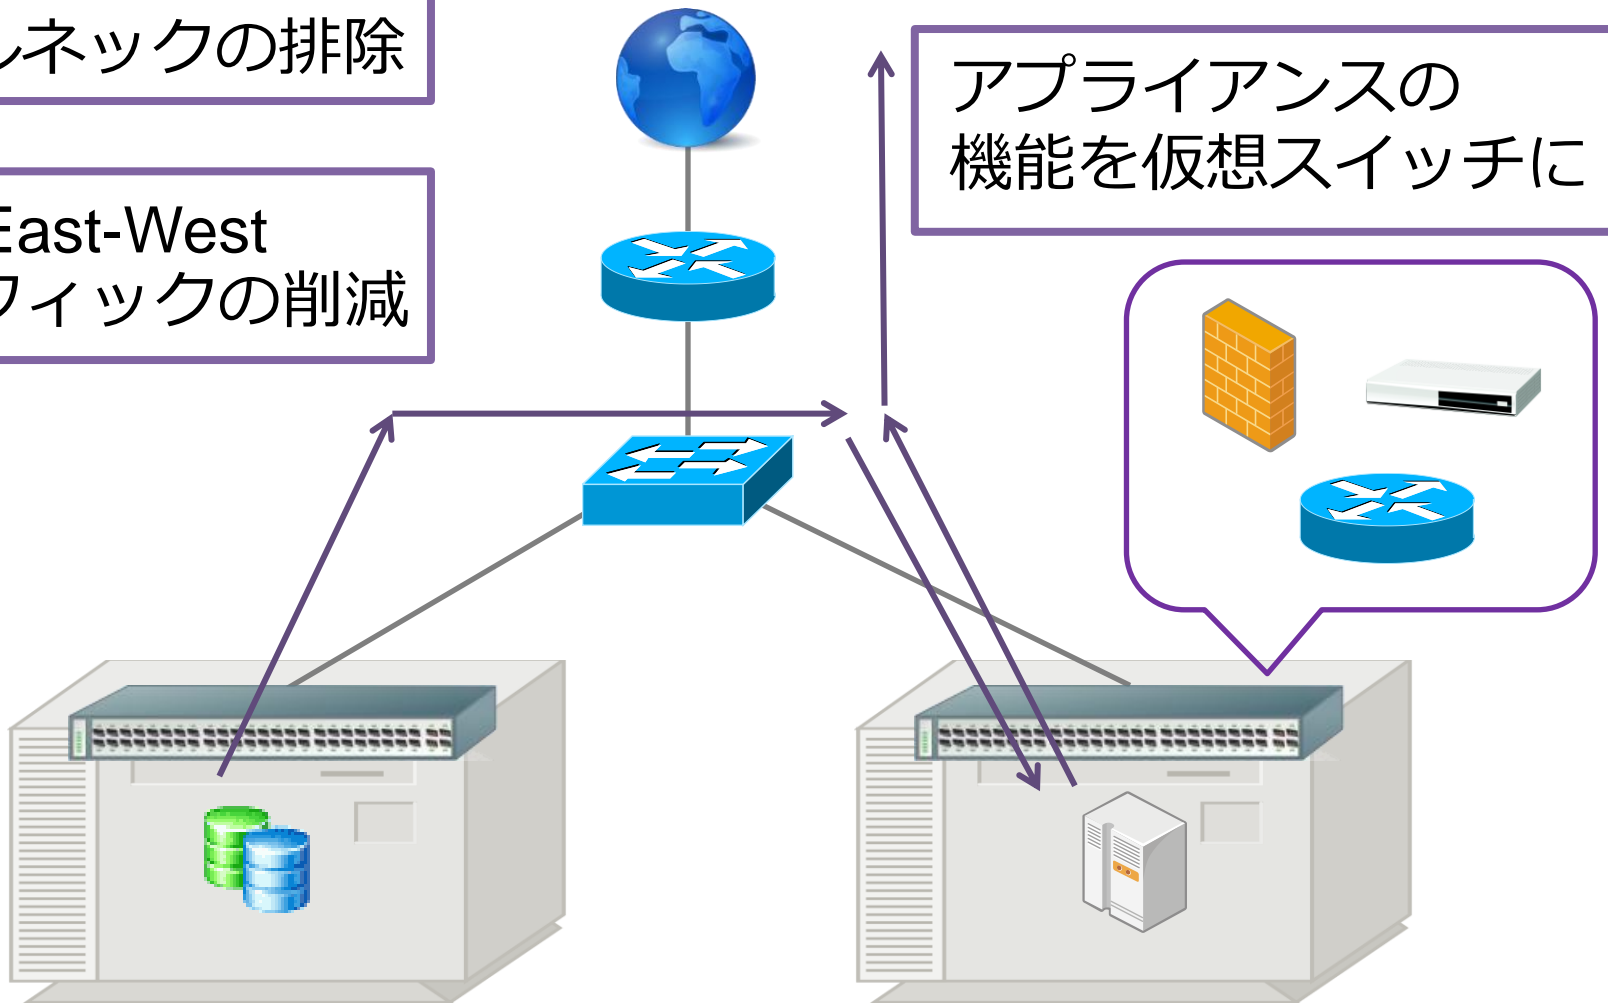 ルネックの排除
East-West
フィックの削減
アプライアンスの
機能を仮想スイッチに